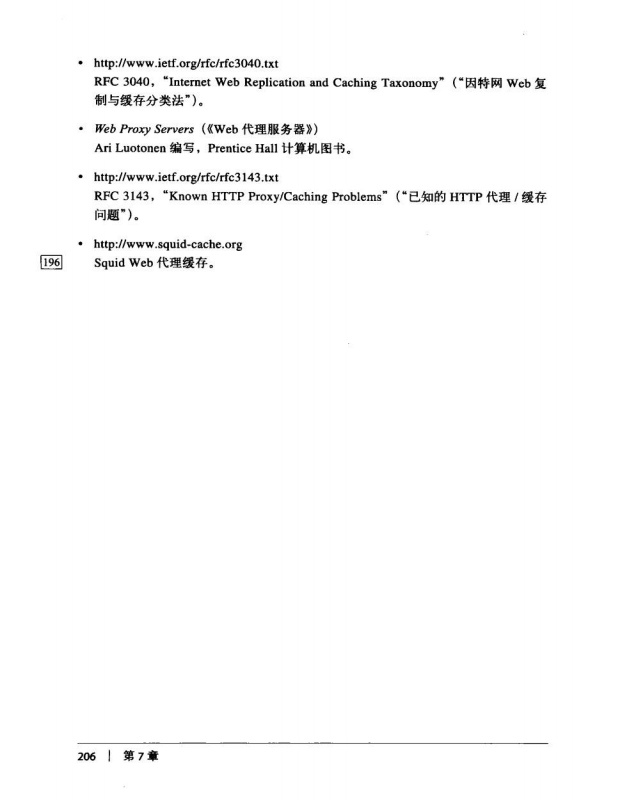 • http://www.ietf.org/rfc/rfc3040.txt
RFC 3040，“Internet Web Replication and Caching Taxonomy”（“因特网 Web 复
制与缓存分类法”）。
• Web Proxy Servers（《Web 代理服务器》）
Ari Luotonen 编写，Prentice Hall 计算机图书。
• http://www.ietf.org/rfc/rfc3143.txt
RFC 3143，“Known HTTP Proxy/Caching Problems”（“已知的 HTTP 代理 / 缓存
问题”）。
• http://www.squid-cache.org
196 Squid Web 代理缓存。
206 | 第 7 章